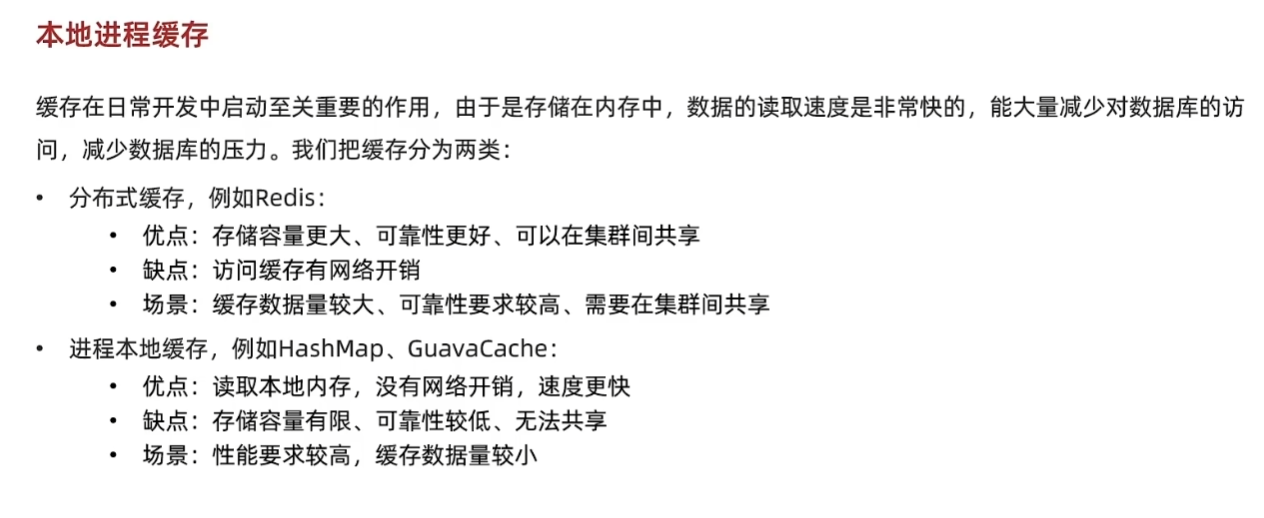 本地进程缓存
缓存在日常开发中启动至关重要的作用，由于是存储在内存中，数据的读取速度是非常快的，能大量减少对数据库的访
问，减少数据库的压力。我们把缓存分为两类：
• 分布式缓存，例如Redis：
• 优点：存储容量更大、可靠性更好、可以在集群间共享
• 缺点：访问缓存有网络开销
• 场景：缓存数据量较大、可靠性要求较高、需要在集群间共享
• 进程本地缓存，例如HashMap、GuavaCache：
• 优点：读取本地内存，没有网络开销，速度更快
• 缺点：存储容量有限、可靠性较低、无法共享
• 场景：性能要求较高，缓存数据量较小